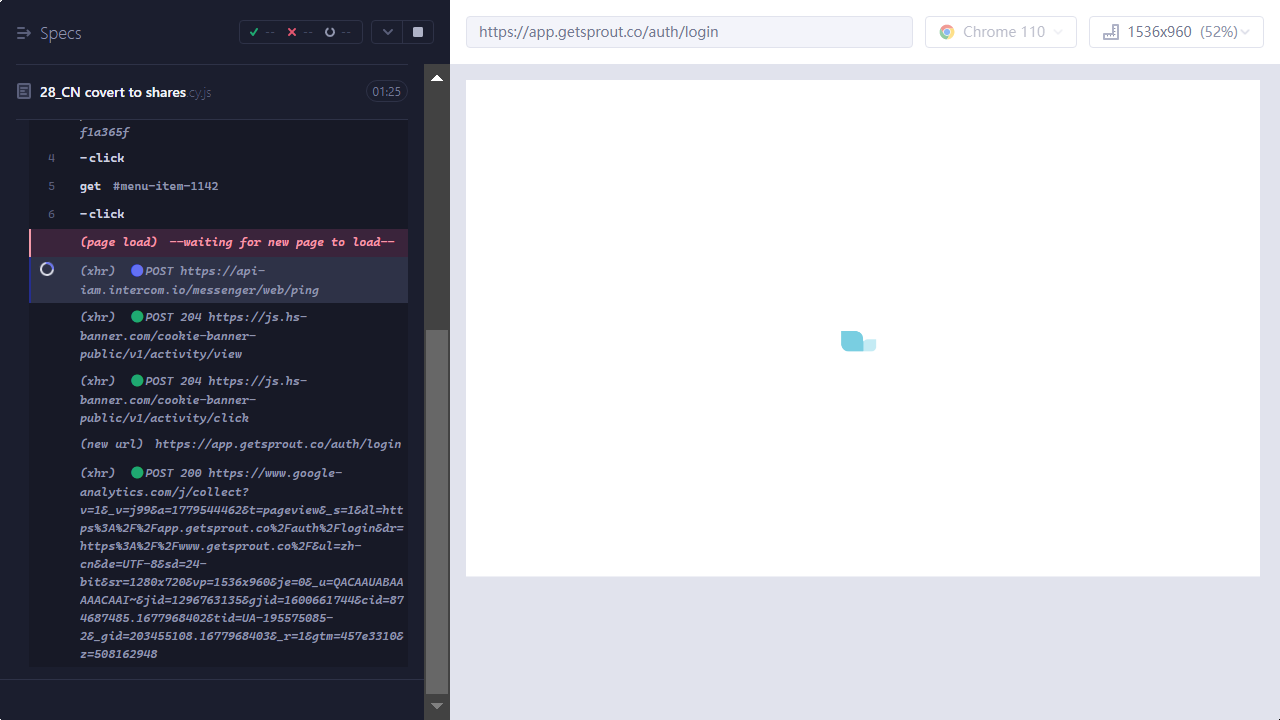 Specs
-- -- --
https://app.getsprout.co/auth/login
Chrome 110
1536x960 (52%)
28_CN covert to shares.cy.js
01:25
f1a365f
4 -click
5 get #menu-item-1142
6 -click
(page load) --waiting for new page to load--
(xhr) POST https://api-
iam.intercom.io/messenger/web/ping
(xhr) POST 204 https://js.hs-
banner.com/cookie-banner-
public/v1/activity/view
(xhr) POST 204 https://js.hs-
banner.com/cookie-banner-
public/v1/activity/click
(new url) https://app.getsprout.co/auth/login
(xhr) POST 200 https://www.google-
analytics.com/j/collect?
v=1&_v=j99&a=1779544462&t=pageview&_s=1&dl=htt
ps%3A%2F%2Fapp.getsprout.co%2Fauth%2Flogin&dr=
https%3A%2F%2Fwww.getsprout.co%2F&ul=zh-
cn&de=UTF-8&sd=24-
bit&sr=1280x720&vp=1536x960&je=0&_u=QACAAUABAA
AAACAAI~&jid=1296763135&gjid=1600661744&cid=87
4687485.1677968402&tid=UA-195575085-
2&_gid=203455108.1677968403&_r=1&gtm=457e3310&
z=508162948